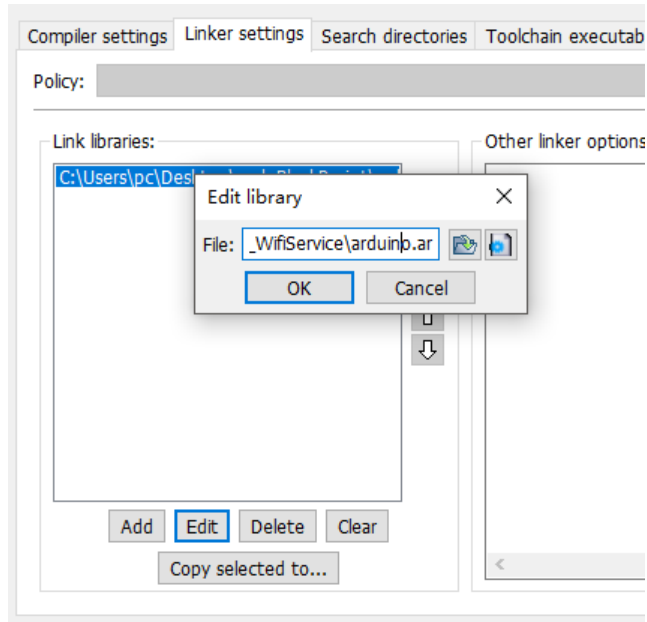 Compiler settings Linker settings Search directories Toolchain executab
Policy:
Link libraries: Other linker options
C:\Users\pc\Des
Edit library
File: _WifiService\arduino.ar
OK Cancel
Add Edit Delete Clear
Copy selected to...